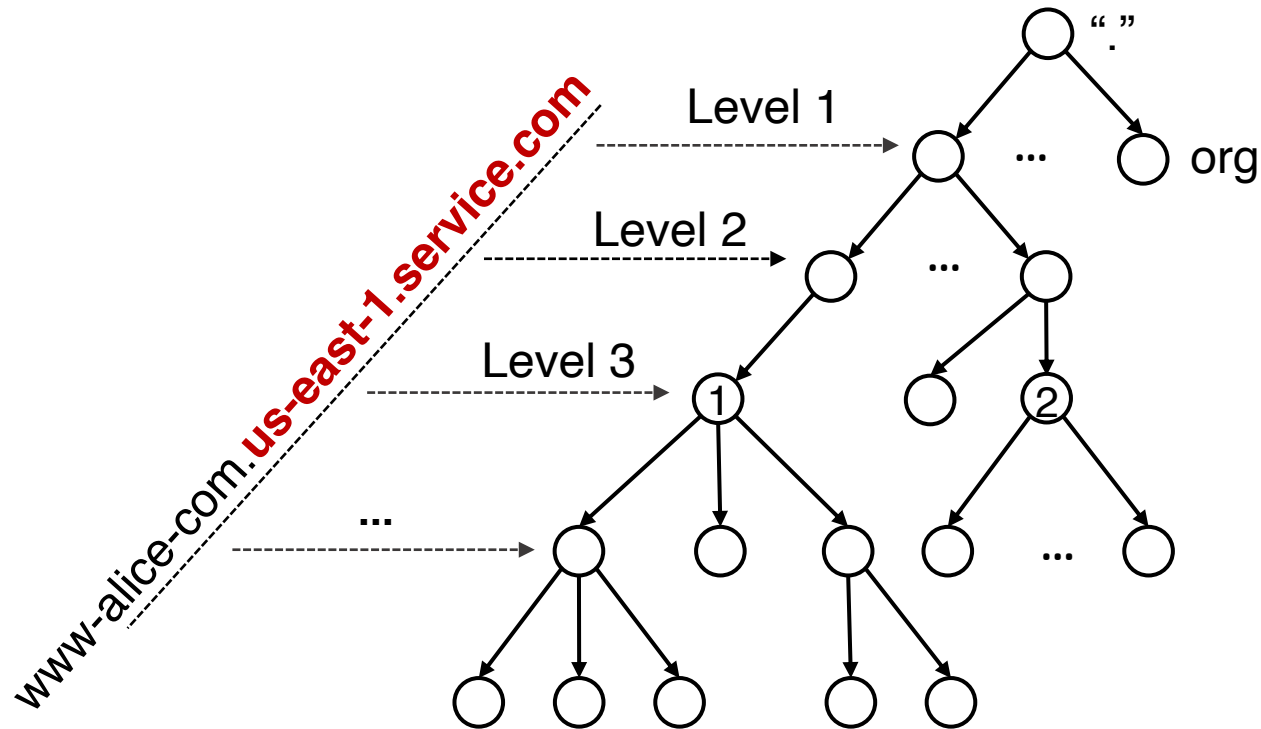 “.”
Level 1
...
org
Level 2
...
Level 3
1
2
...
...
www-alice-com.us-east-1.service.com